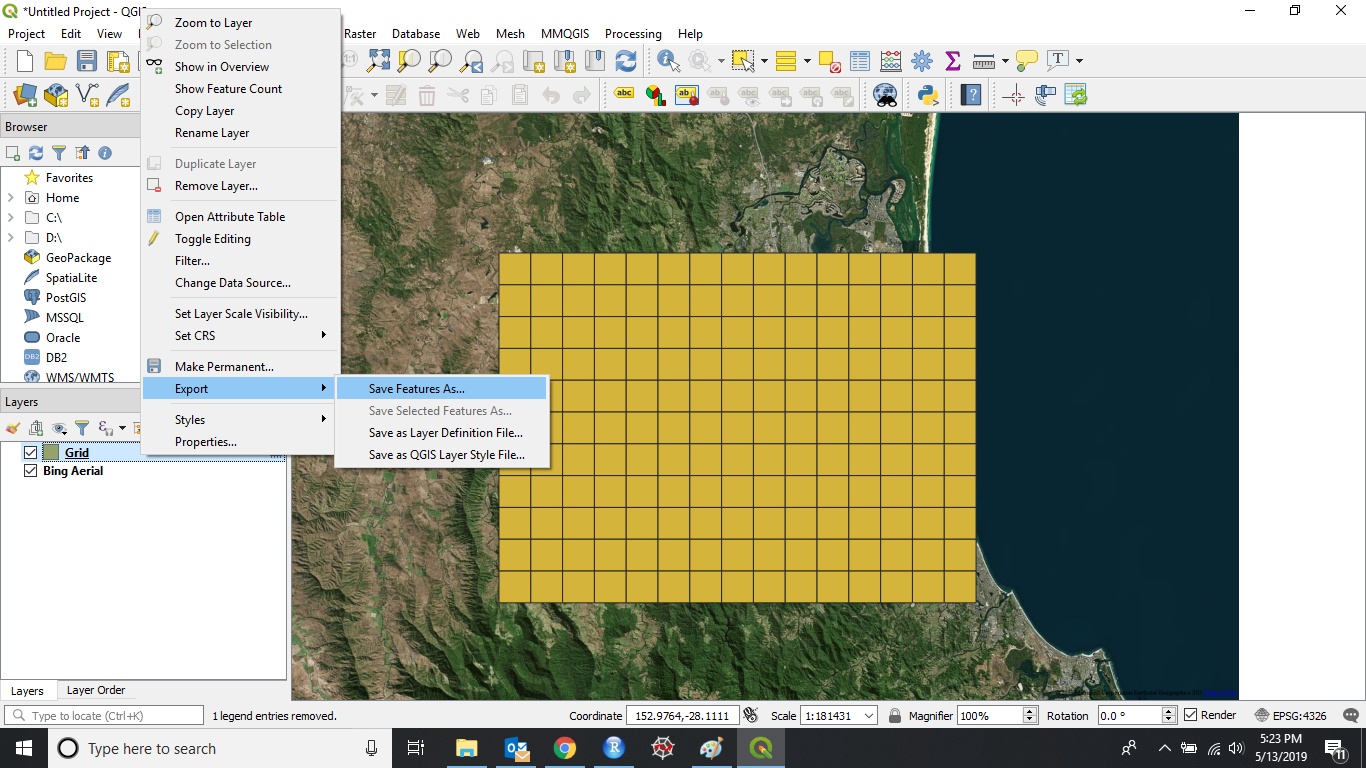 *Untitled Project - QGI
Project Edit View
Raster Database Web Mesh MMQGIS Processing Help
Zoom to Layer
Zoom to Selection
Show in Overview
Show Feature Count
Copy Layer
Rename Layer
Duplicate Layer
Remove Layer...
Open Attribute Table
Toggle Editing
Filter...
Change Data Source...
Set Layer Scale Visibility...
Set CRS
Make Permanent...
Export
Styles
Properties...
Save Features As...
Save Selected Features As...
Save as Layer Definition File...
Save as QGIS Layer Style File...
abc
ab
Browser
Favorites
Home
C:\
D:\
GeoPackage
SpatiaLite
PostGIS
MSSQL
Oracle
DB2 DB2
WMS/WMTS
Layers
Grid
Bing Aerial
Layers Layer Order
Type to locate (Ctrl+K)
1 legend entries removed.
Coordinate 152.9764,-28.1111
Scale 1:181431
Magnifier 100%
Rotation 0.0 °
Render
EPSG:4326
Type here to search
5:23 PM
5/13/2019
11